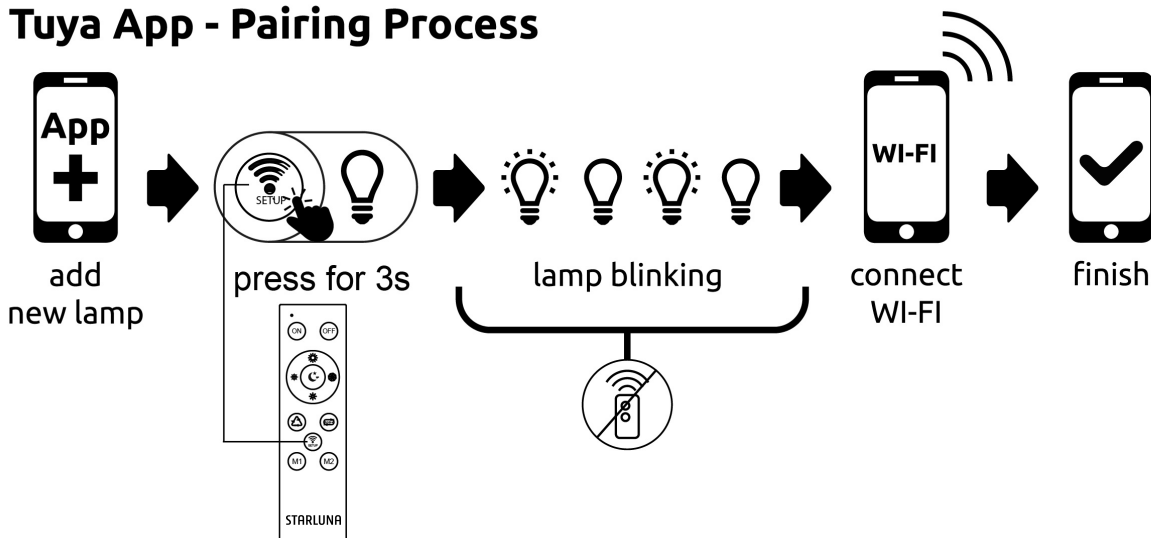 Tuya App - Pairing Process
App
SETUP
WI-FI
add
new lamp
press for 3s
lamp blinking
connect
WI-FI
finish
ON OFF
SETUP
M1 M2
STARLUNA